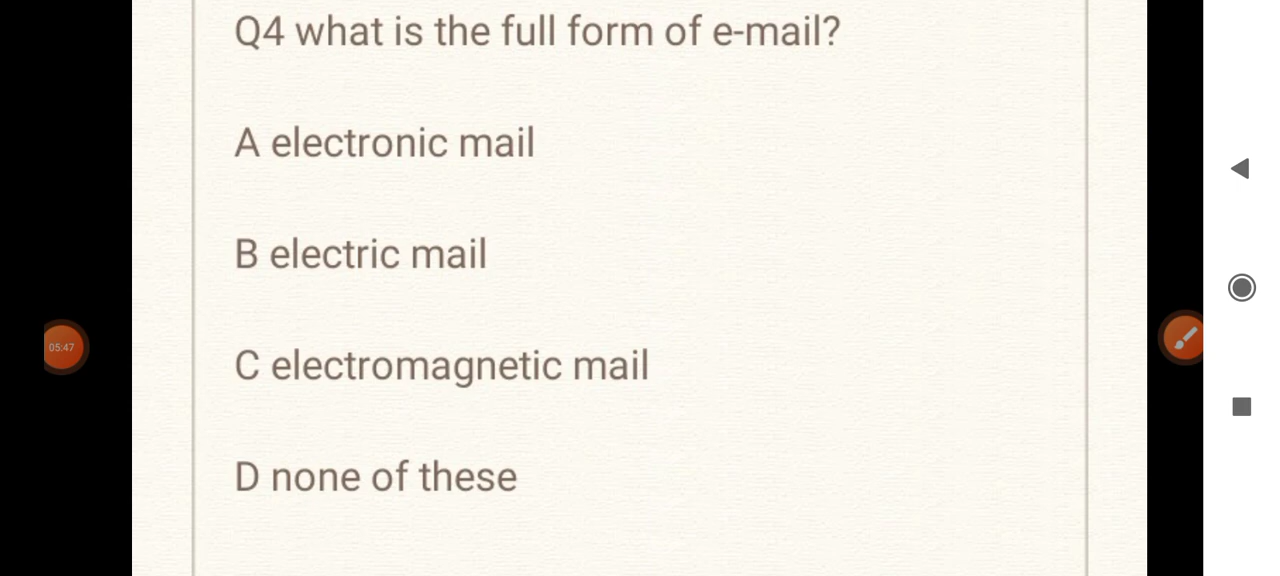 Q4 what is the full form of e-mail?
A electronic mail
B electric mail
05:47
C electromagnetic mail
D none of these